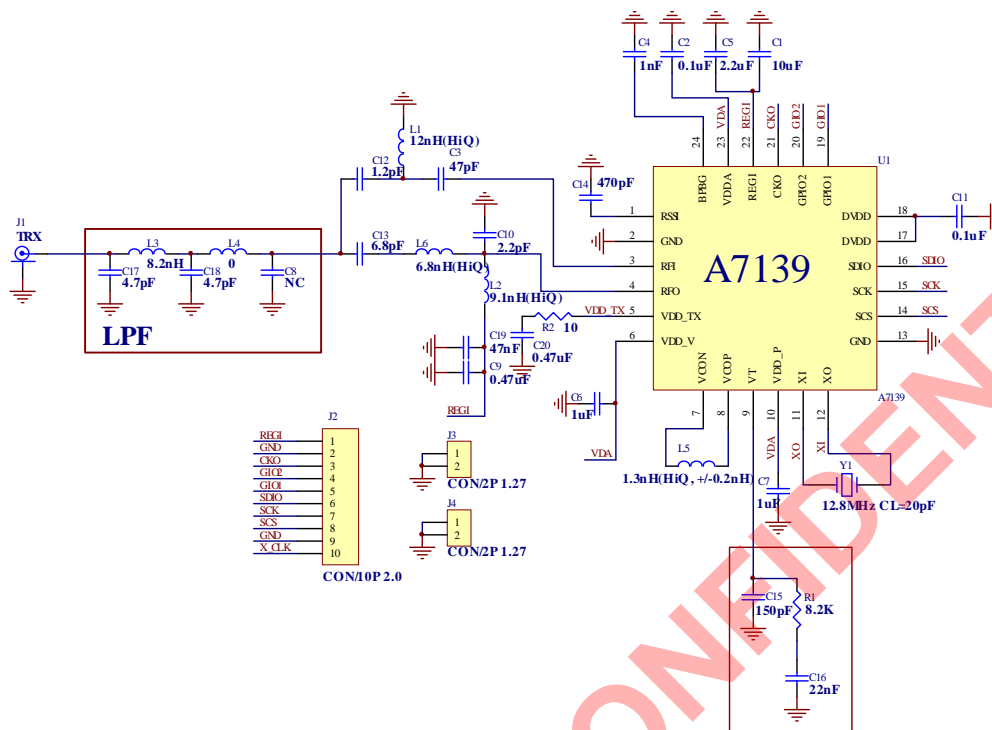 C4
1nF
C2
0.1uF
C5
2.2uF
C1
10uF
VDA
REGI
CKO
GIO2
GIO1
24
23
22
21
20
19
U1
BPBG
VDDA
REGI
CKO
GPIO2
GPIO1
L1
12nH(HiQ)
C12
1.2pF
C3
47pF
C14
470pF
1
RSSI
2
GND
3
RFI
4
RFO
5
VDD_TX
6
VDD_V
A7139
DVDD
18
DVDD
17
SDIO
16
SDIO
SCK
15
SCK
SCS
14
SCS
GND
13
C11
0.1uF
J1
TRX
L3
8.2nH
L4
0
C17
4.7pF
C18
4.7pF
C8
NC
LPF
C13
6.8pF
L6
6.8nH(HiQ)
C10
2.2pF
L2
9.1nH(HiQ)
VDD_TX
R2
10
C19
47nF
C20
0.47uF
C9
0.47uF
REGI
C6
1uF
VDA
VCON
VCOP
VT
VDD_P
XI
XO
A7139
7
8
9
10
11
12
VDA
XO
XI
L5
1.3nH(HiQ, +/-0.2nH)
C7
1uF
Y1
12.8MHz CL=20pF
J2
REGI
1
GND
2
CKO
3
GIO2
4
GIO1
5
SDIO
6
SCK
7
SCS
8
GND
9
X_CLK
10
CON/10P 2.0
J3
1
2
CON/2P 1.27
J4
1
2
CON/2P 1.27
C15
150pF
R1
8.2K
C16
22nF
ONFIDENT